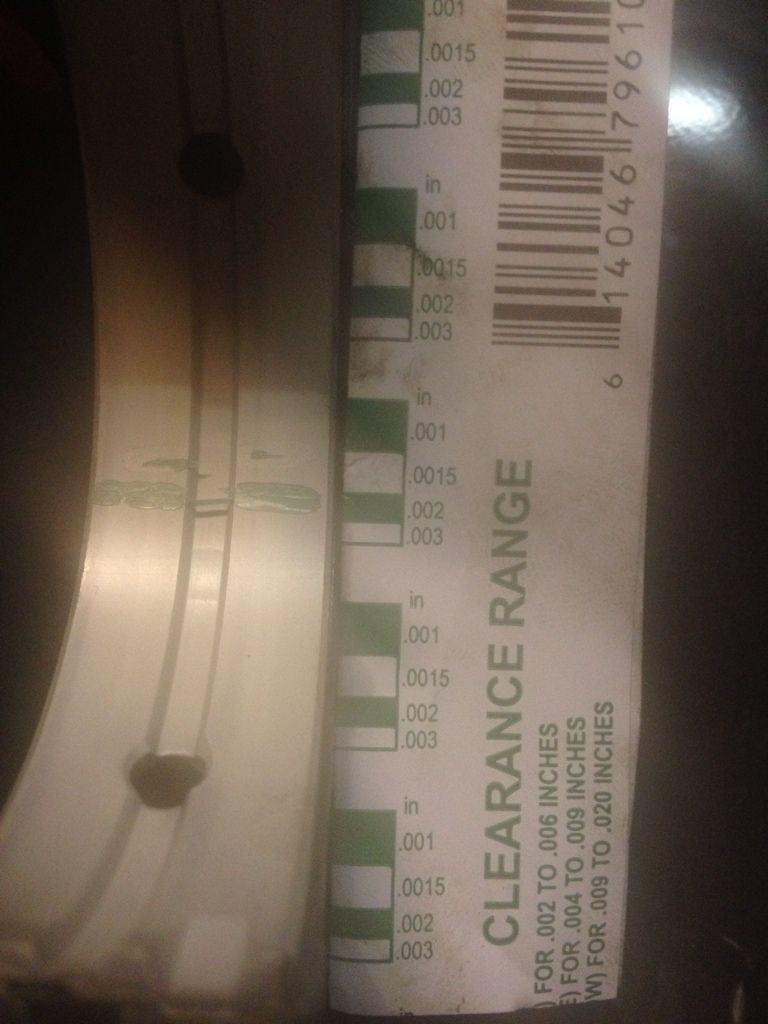 .001
.0015
.002
.003
in
.001
.0015
.002
.003
in
.001
.0015
.002
.003
in
.001
.0015
.002
.003
in
.001
.0015
.002
.003
6 14046 79610
CLEARANCE RANGE
) FOR .002 TO .006 INCHES
E) FOR .004 TO .009 INCHES
W) FOR .009 TO .020 INCHES